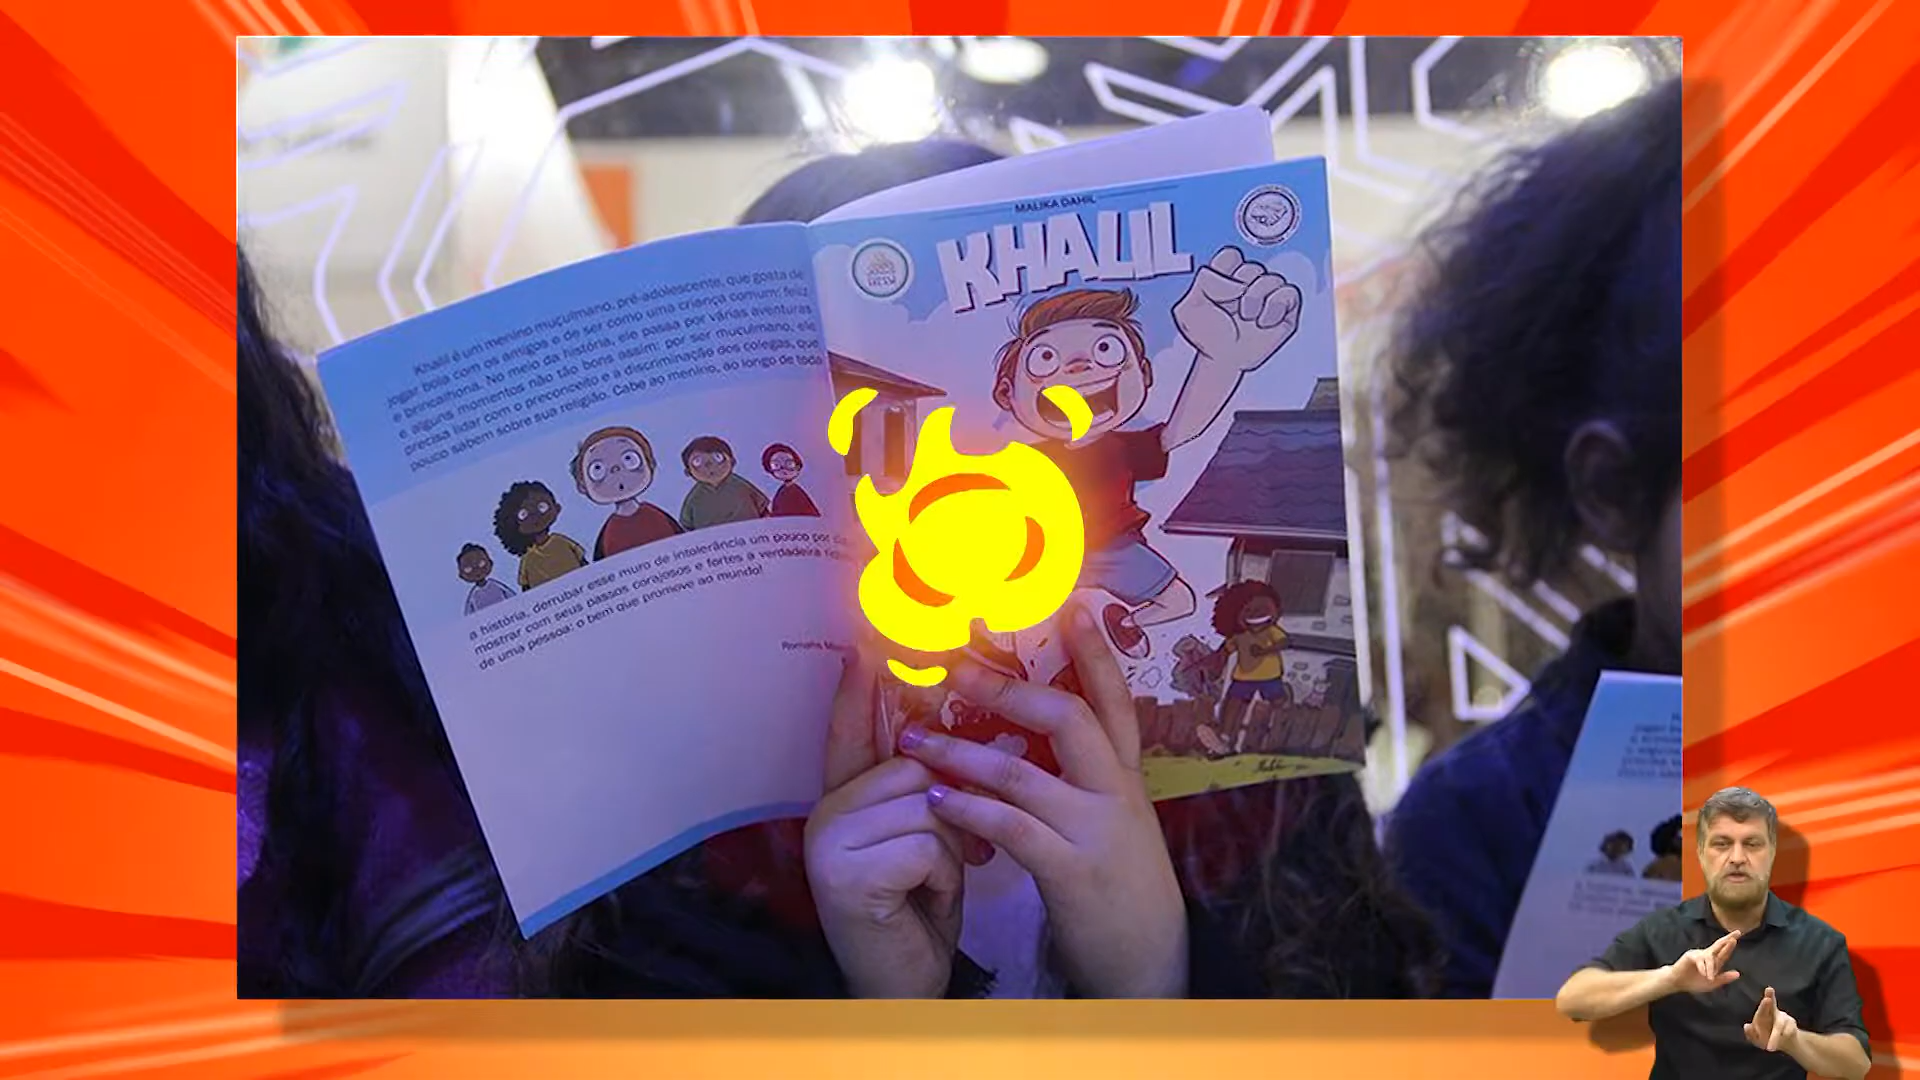 Khalil é um menino muçulmano, pré-adolescente, que gosta de
jogar bola com os amigos e de ser como uma criança comum: feliz
e brincalhona. No meio da história, ele passa por várias aventuras
e alguns momentos não tão bons assim: por ser muçulmano, ele
precisa lidar com o preconceito e a discriminação dos colegas, que
pouco sabem sobre sua religião. Cabe ao menino, ao longo de toda
a história, derrubar esse muro de intolerância um pouco por
mostrar com seus passos corajosos e fortes a verdadeira
de uma pessoa: o bem que promove ao mundo!
MALIKA DAHIL
KHALIL